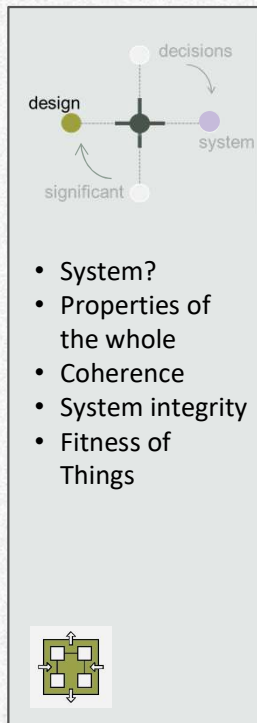 decisions
design
system
significant
• System?
• Properties of
the whole
• Coherence
• System integrity
• Fitness of
Things